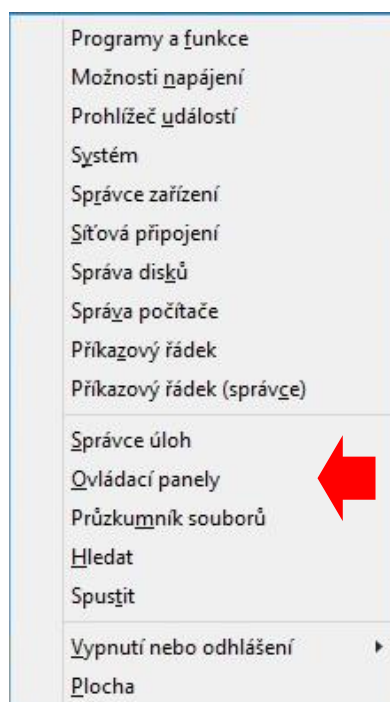 Programy a funkce
Možnosti napájení
Prohlížeč událostí
Systém
Správce zařízení
Síťová připojení
Správa disků
Správa počítače
Příkazový řádek
Příkazový řádek (správce)
Správce úloh
Ovládací panely
Průzkumník souborů
Hledat
Spustit
Vypnutí nebo odhlášení
Plocha